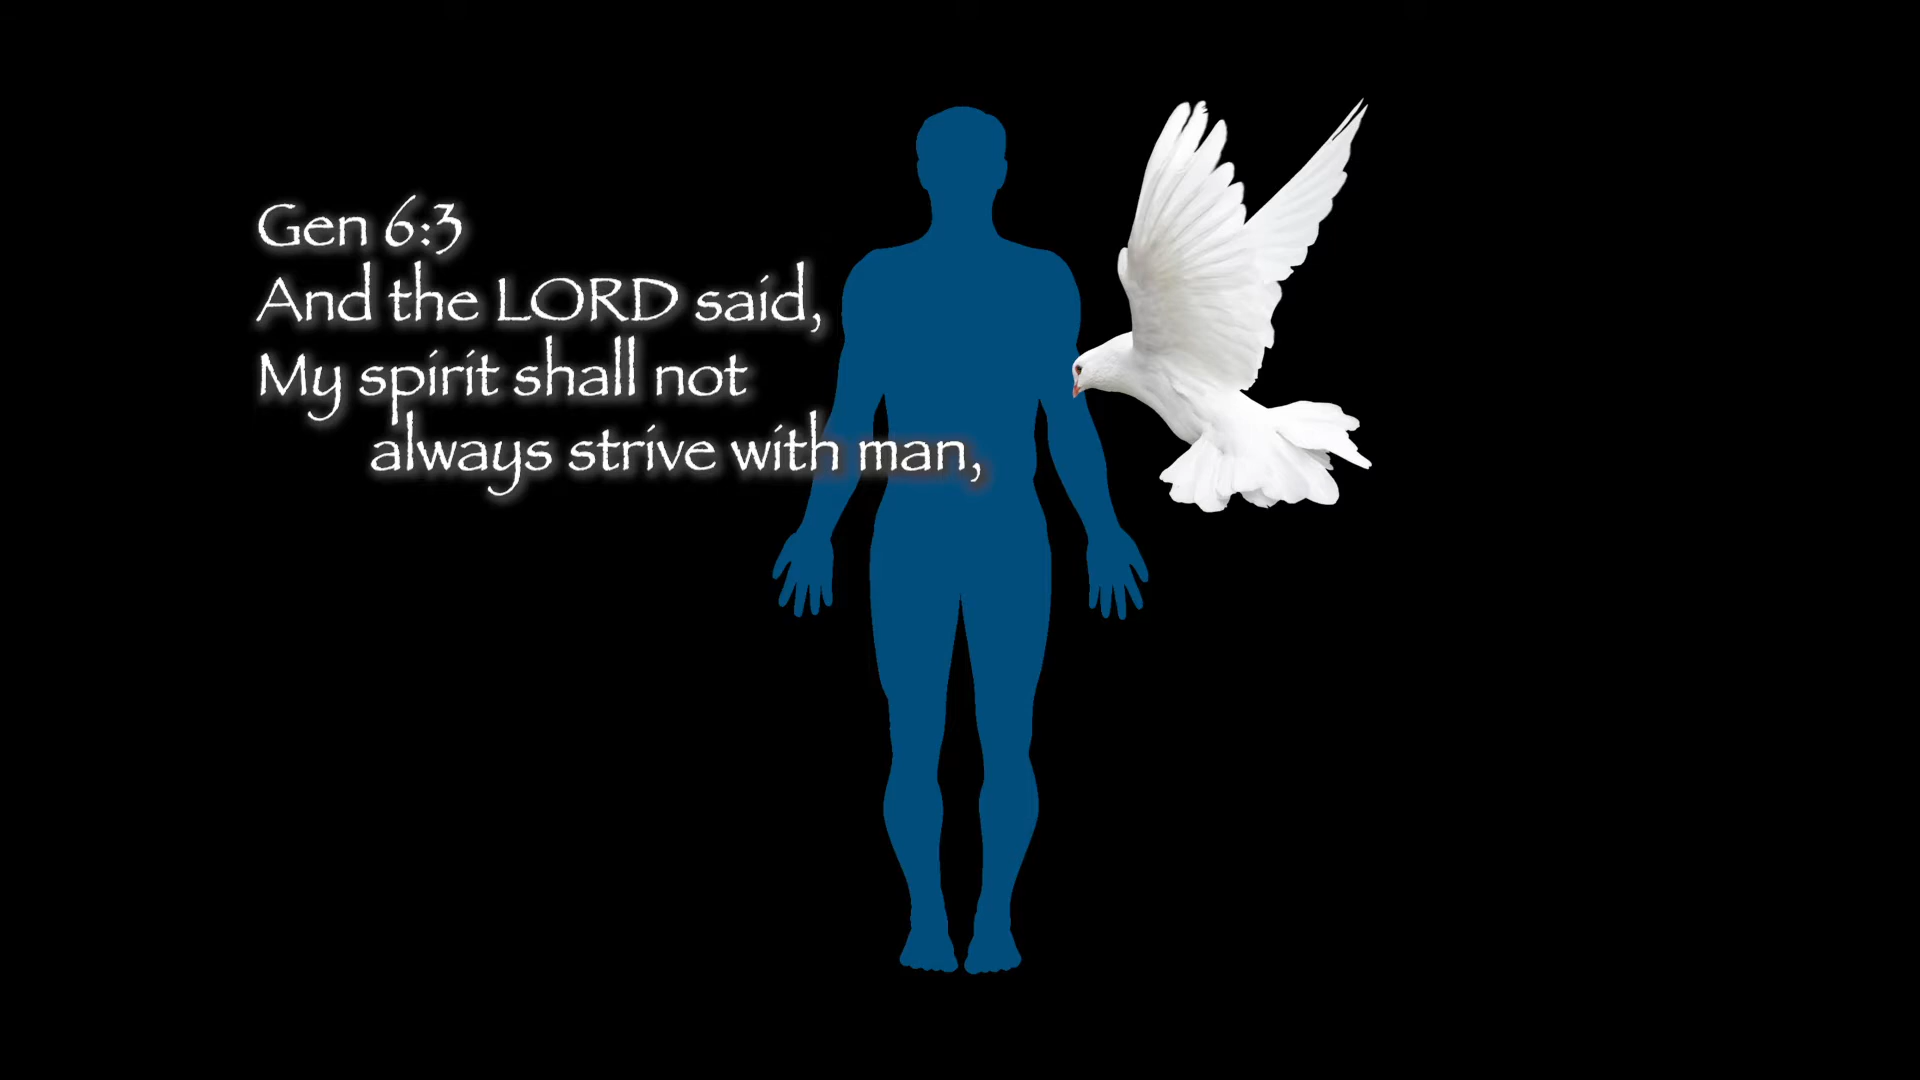 Gen 6:3
And the LORD said,
My spirit shall not
always strive with man,